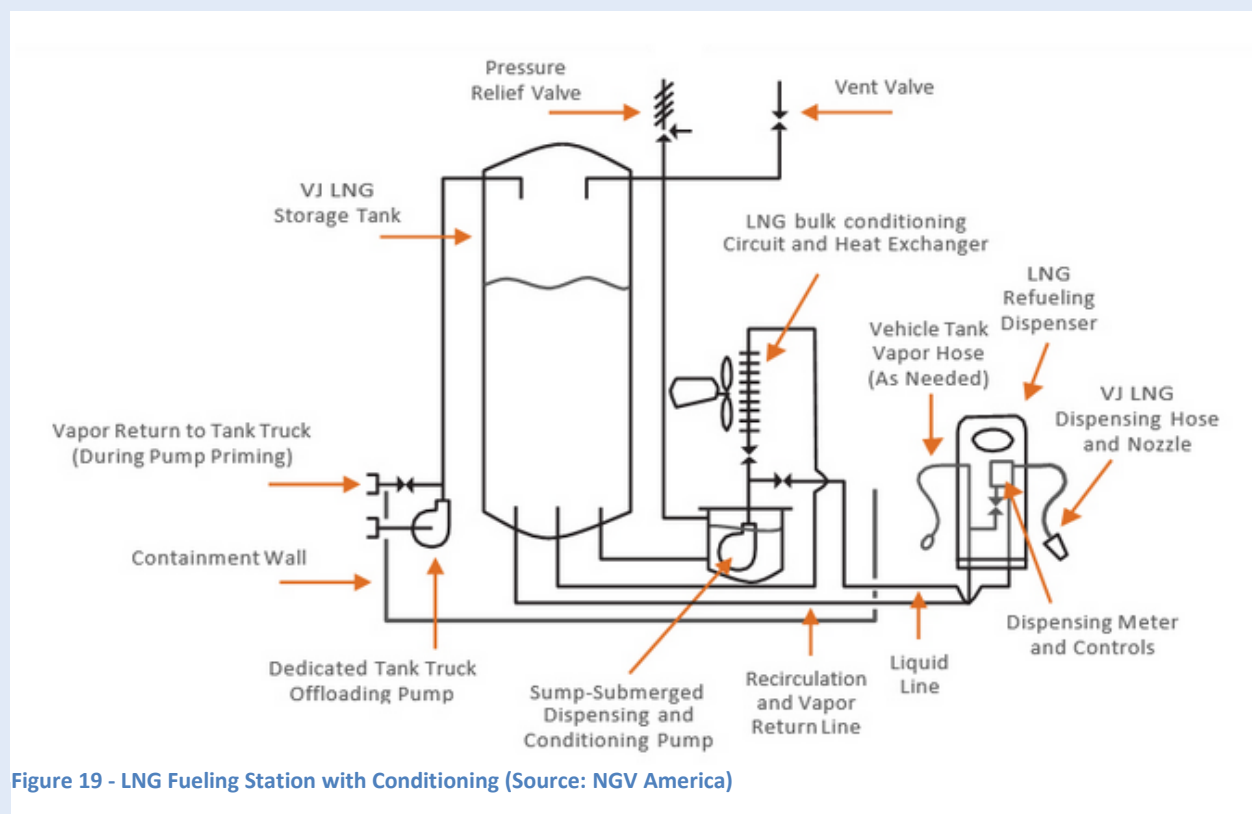 Pressure
Relief Valve
Vent Valve
VJ LNG
Storage Tank
LNG bulk conditioning
Circuit and Heat Exchanger
LNG
Refueling
Dispenser
Vehicle Tank
Vapor Hose
(As Needed)
VJ LNG
Dispensing Hose
and Nozzle
Vapor Return to Tank Truck
(During Pump Priming)
Containment Wall
Dedicated Tank Truck
Offloading Pump
Sump-Submerged
Dispensing and
Conditioning Pump
Recirculation
and Vapor
Return Line
Liquid
Line
Dispensing Meter
and Controls
Figure 19 - LNG Fueling Station with Conditioning (Source: NGV America)